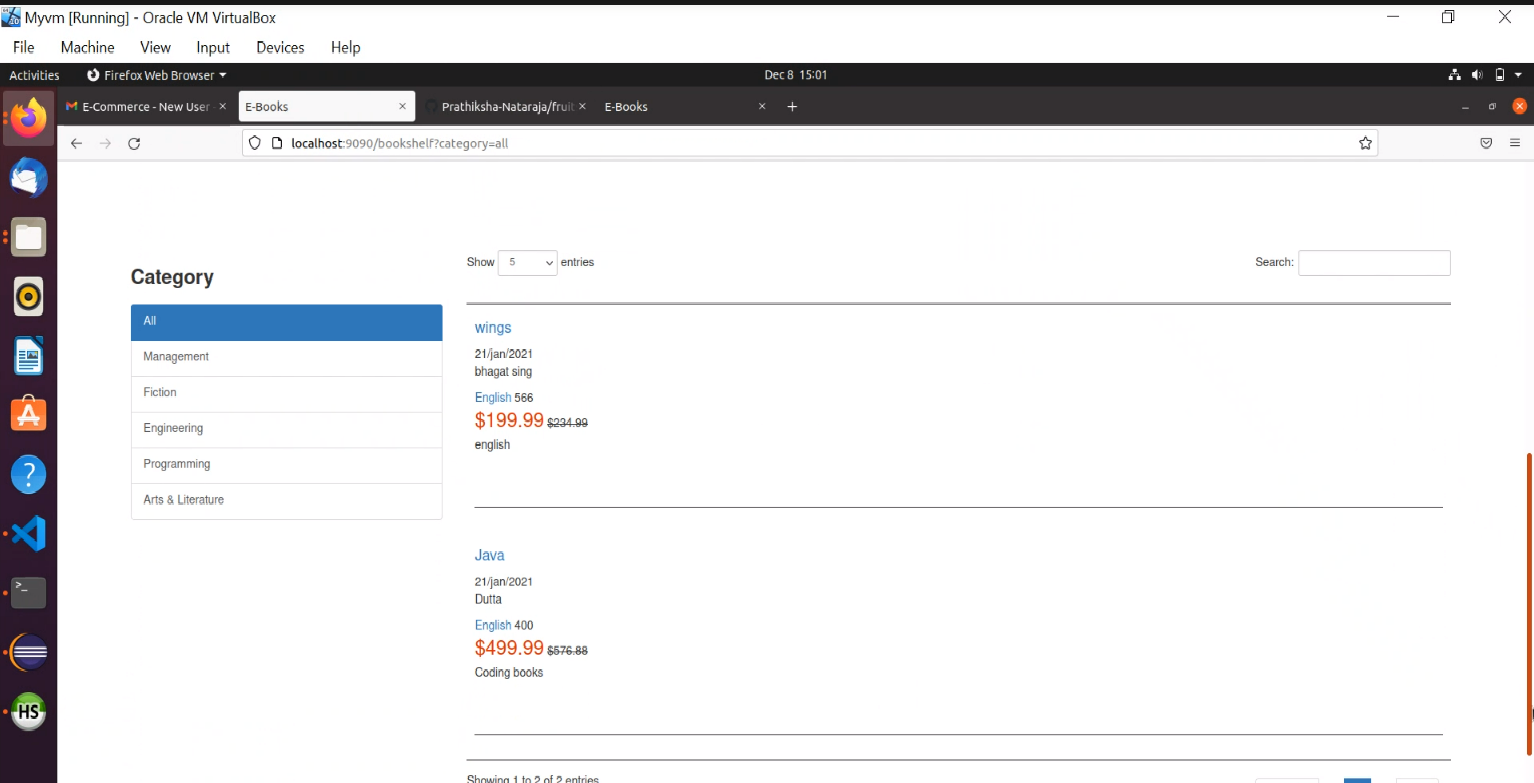 Myvm [Running] - Oracle VM VirtualBox
File Machine View Input Devices Help
Activities Firefox Web Browser Dec 8 15:01
E-Commerce - New User E-Books Prathiksha-Nataraja/fruit E-Books
localhost:9090/bookshelf?category=all
Category
All
Management
Fiction
Engineering
Programming
Arts & Literature
Show 5 entries Search:
wings
21/jan/2021
bhagat sing
English 566
$199.99 $234.99
english
Java
21/jan/2021
Dutta
English 400
$499.99 $576.88
Coding books
Showing 1 to 2 of 2 entries
HS